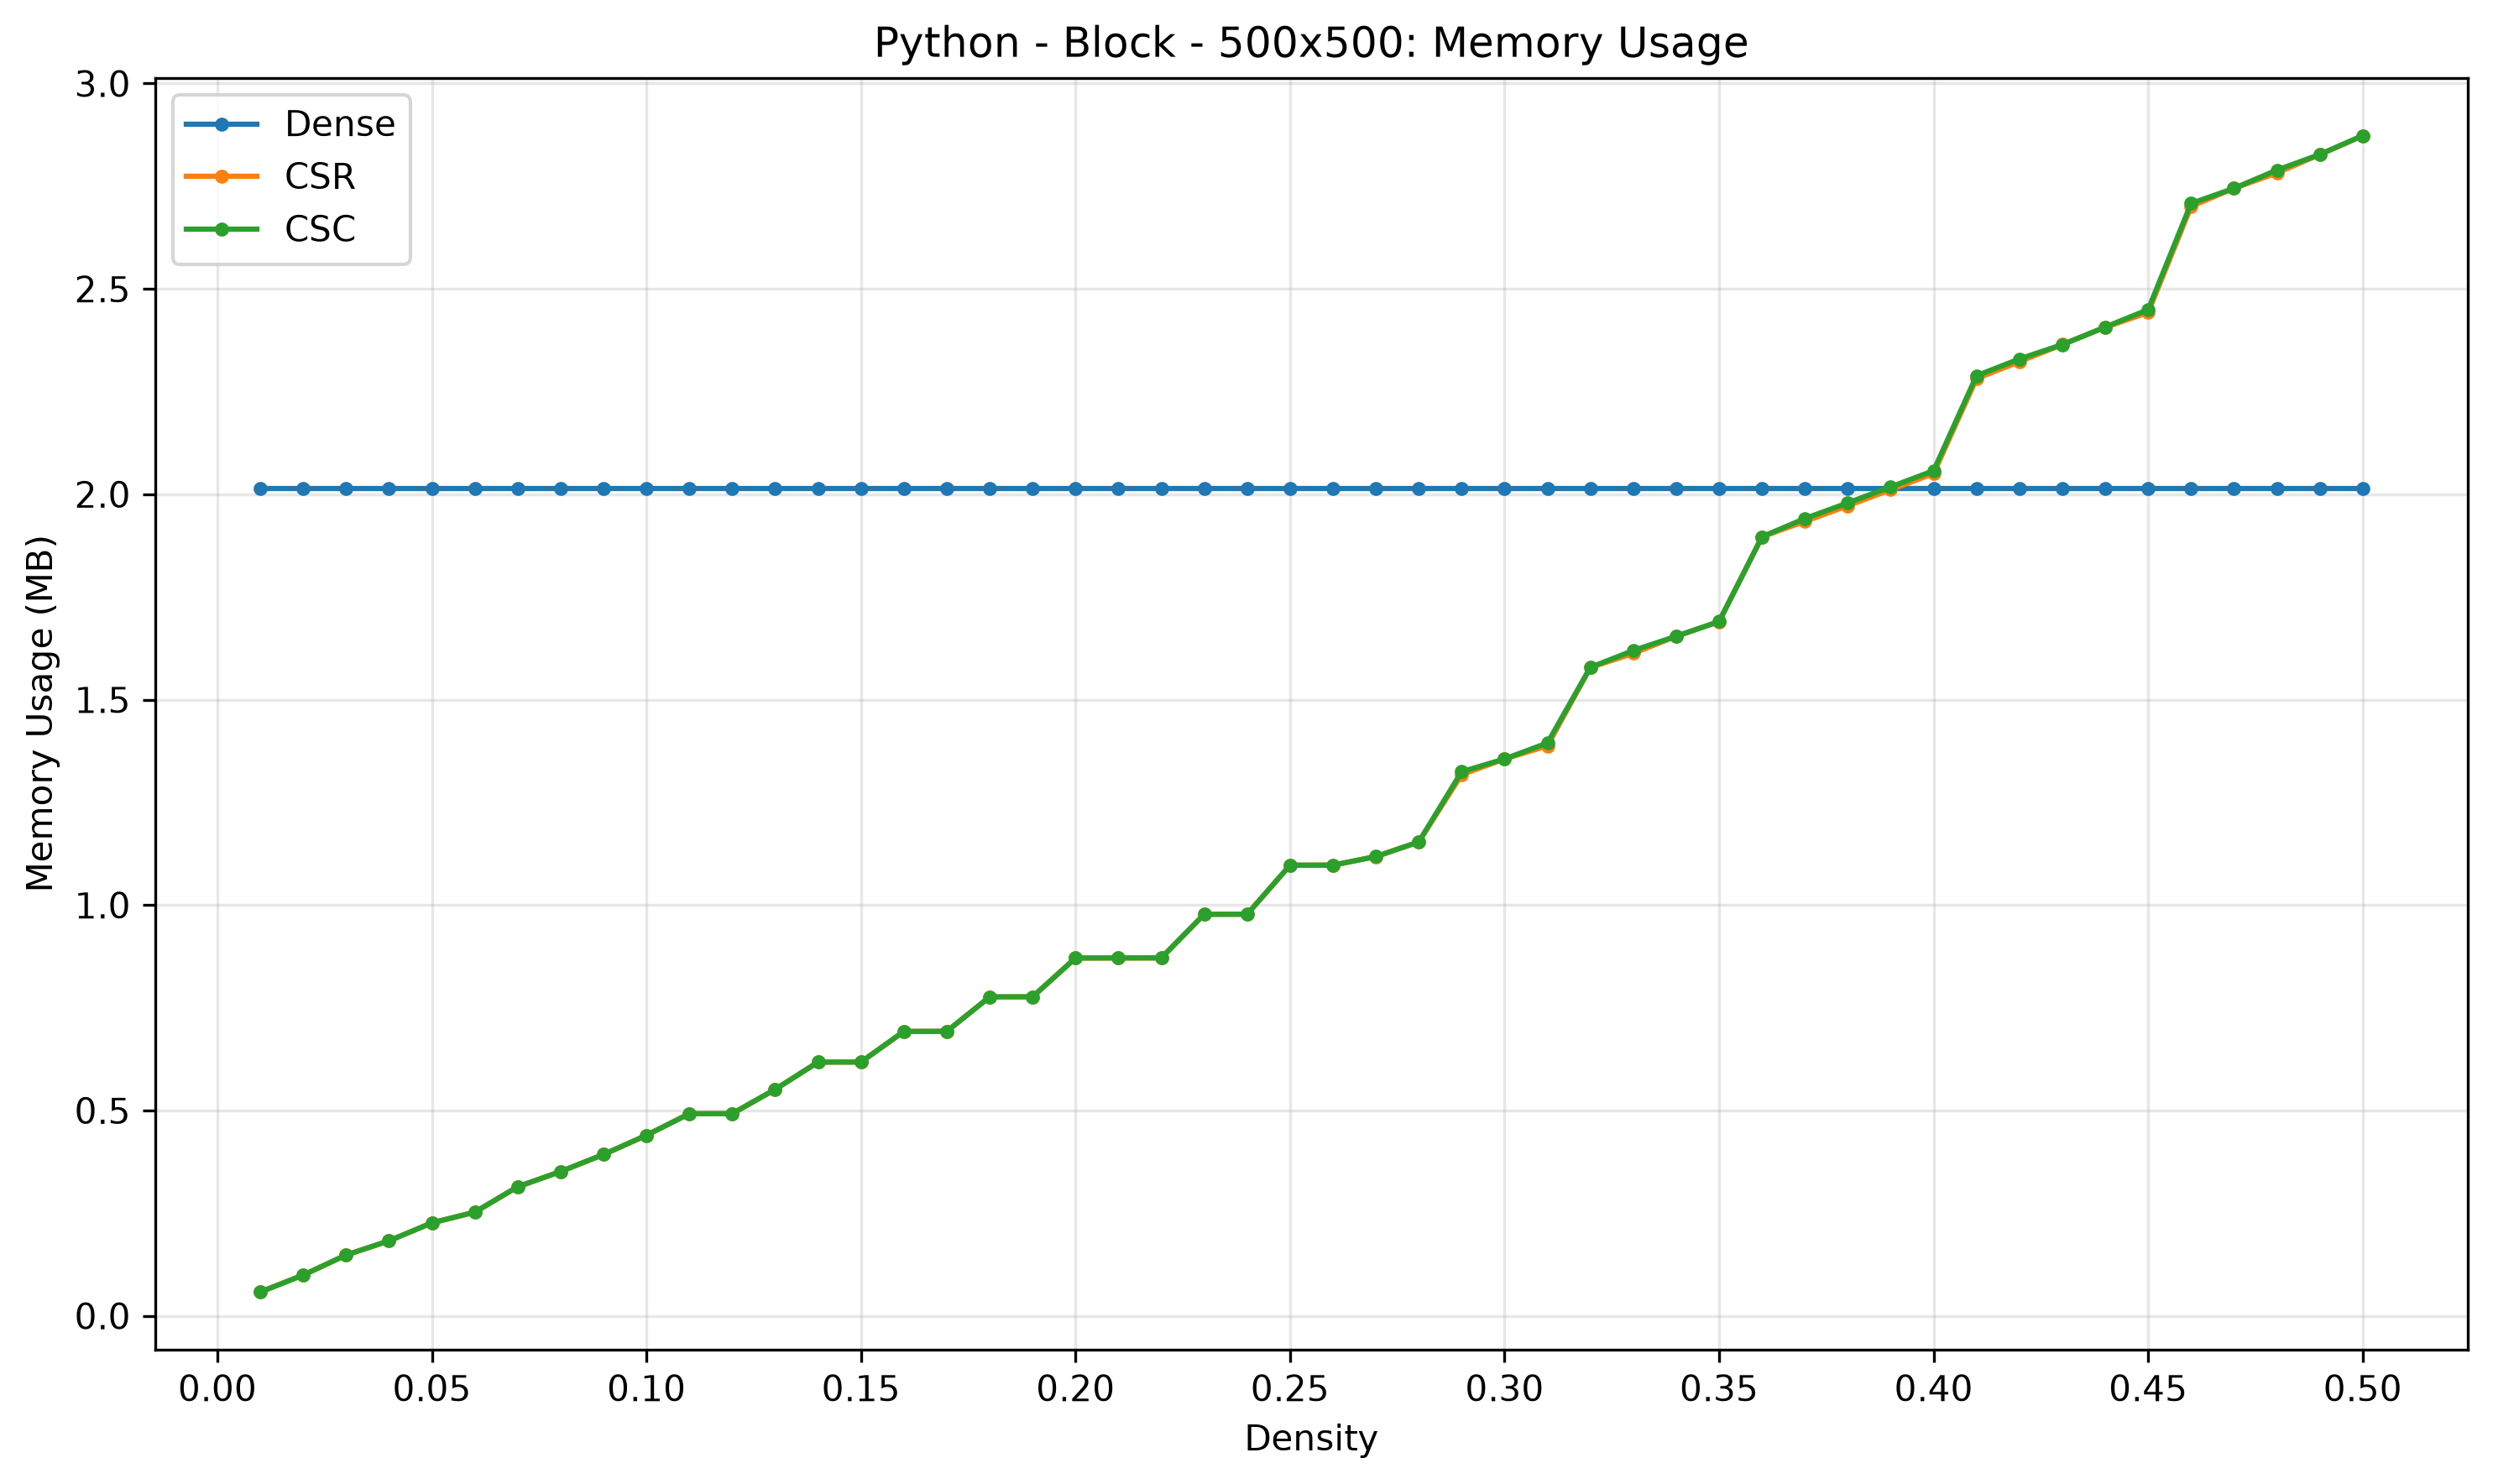 Python - Block - 500x500: Memory Usage
3.0
2.5
2.0
1.5
1.0
0.5
0.0
Memory Usage (MB)
Dense
CSR
CSC
0.00 0.05 0.10 0.15 0.20 0.25 0.30 0.35 0.40 0.45 0.50
Density